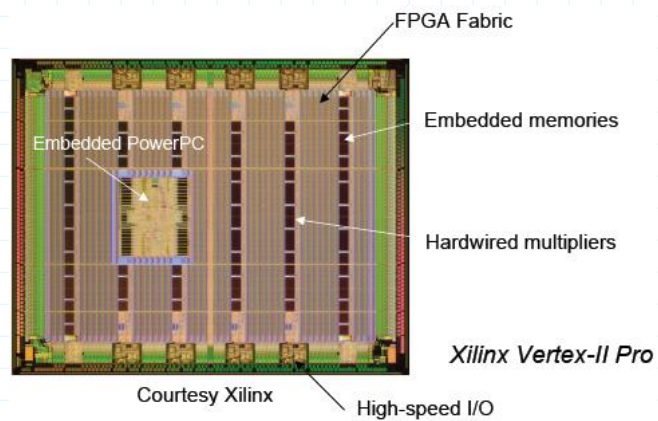 FPGA Fabric
Embedded memories
Embedded PowerPC
Hardwired multipliers
Xilinx Vertex-II Pro
Courtesy Xilinx
High-speed I/O